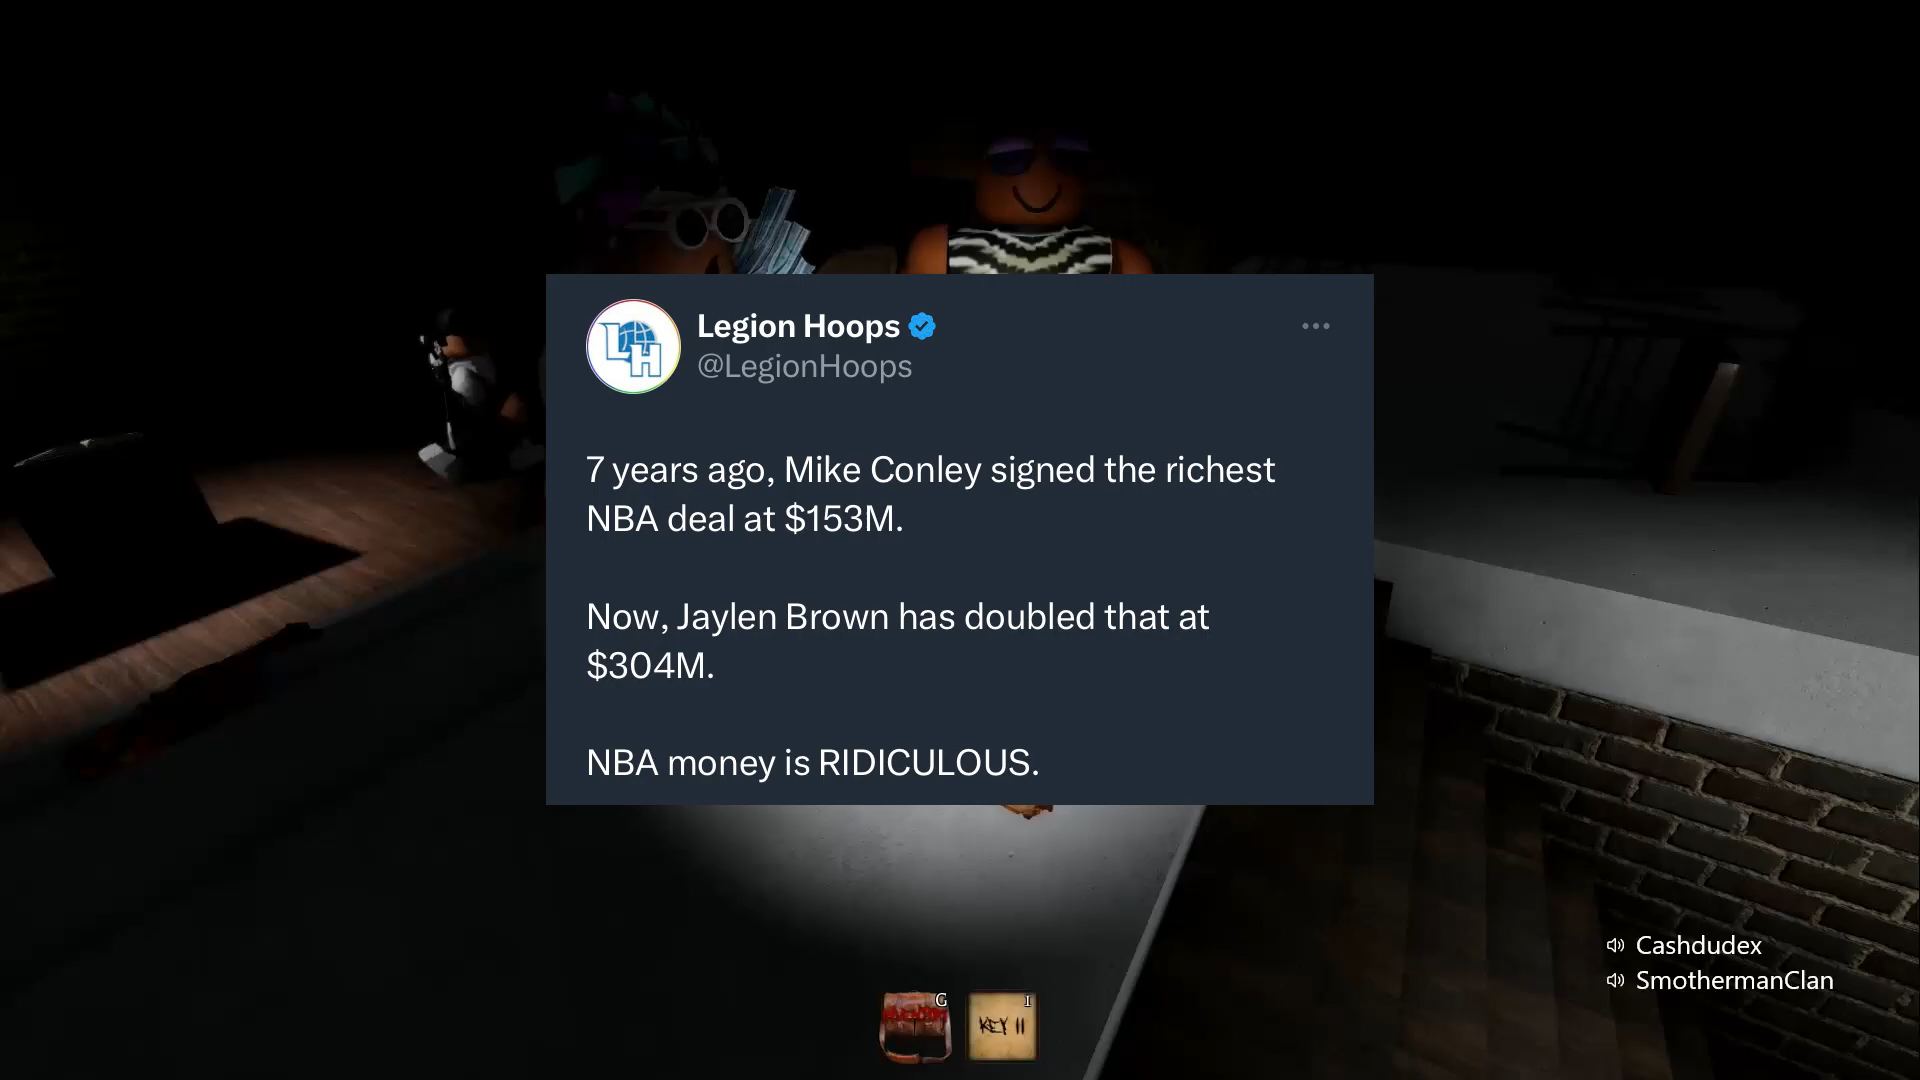 Legion Hoops
@LegionHoops
7 years ago, Mike Conley signed the richest
NBA deal at $153M.
Now, Jaylen Brown has doubled that at
$304M.
NBA money is RIDICULOUS.
Cashdudex
SmothermanClan
G
1
KEY II
LH